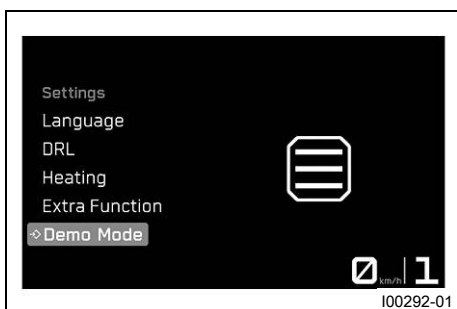 Settings
Language
DRL
Heating
Extra Function
Demo Mode
0 km/h 1
I00292-01